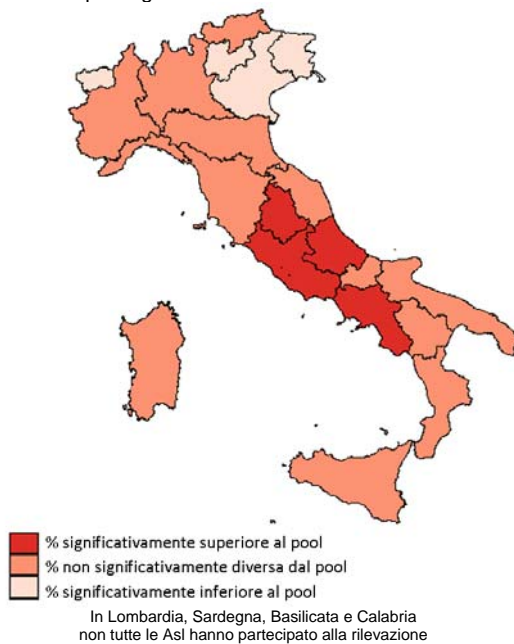 % significativamente superiore al pool
% non significativamente diversa dal pool
% significativamente inferiore al pool
In Lombardia, Sardegna, Basilicata e Calabria
non tutte le Asl hanno partecipato alla rilevazione